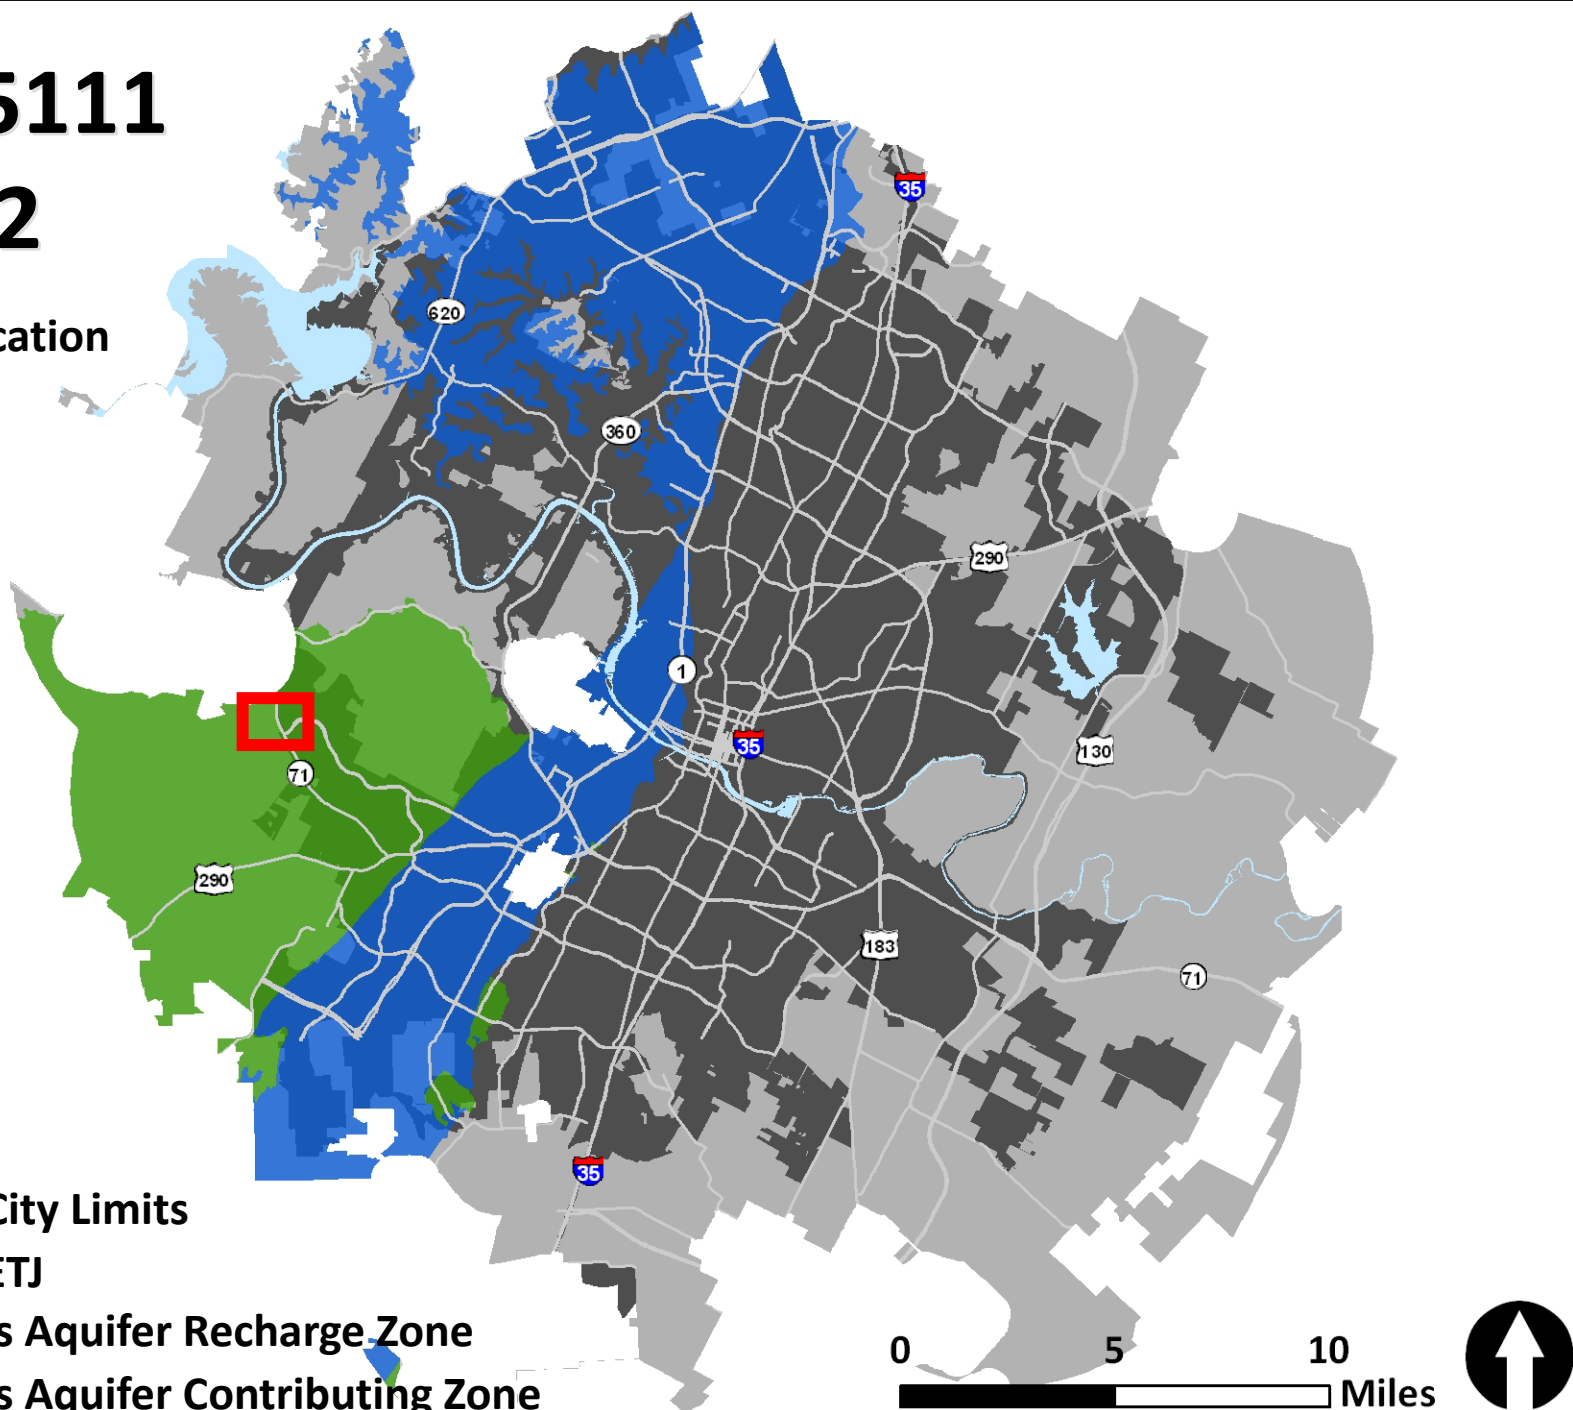 5111
2
cation
35
620
360
290
1
35
130
71
290
183
71
35
City Limits
ETJ
s Aquifer Recharge Zone
s Aquifer Contributing Zone
0 5 10
Miles